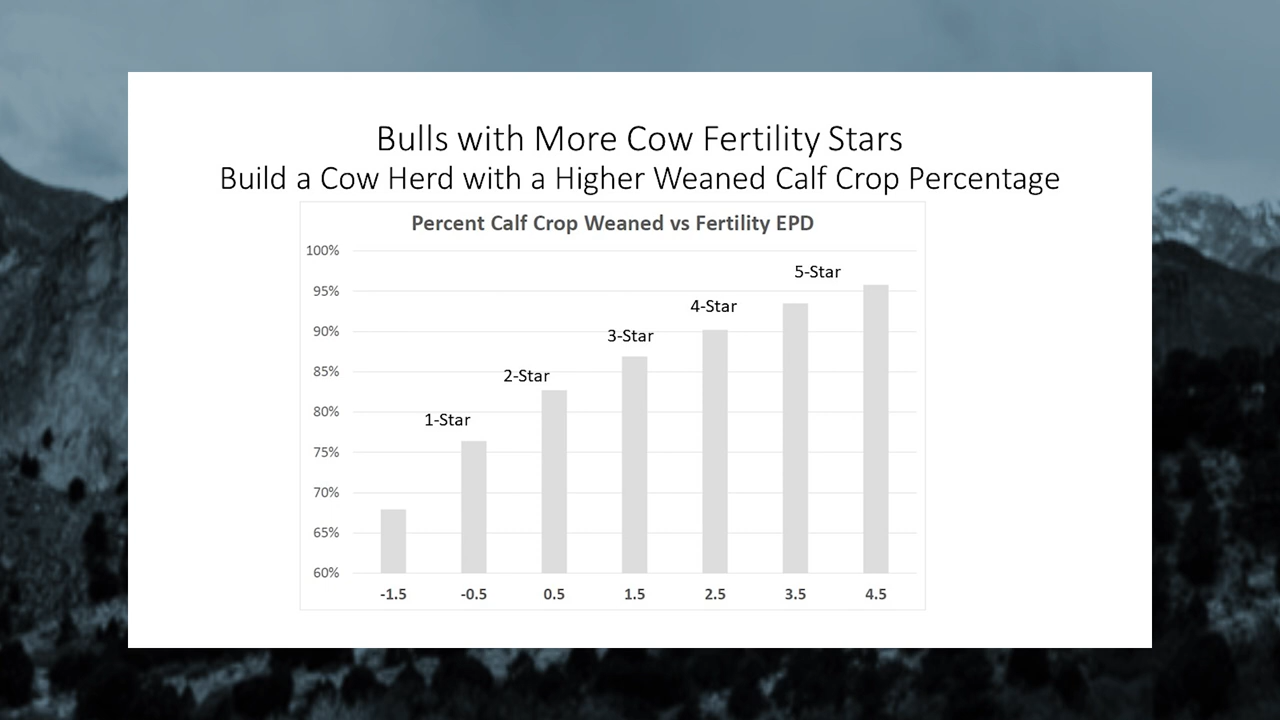 Bulls with More Cow Fertility Stars
Build a Cow Herd with a Higher Weaned Calf Crop Percentage
Percent Calf Crop Weaned vs Fertility EPD
100%
95%
90%
85%
80%
75%
70%
65%
60%
1-Star
2-Star
3-Star
4-Star
5-Star
-1.5
-0.5
0.5
1.5
2.5
3.5
4.5